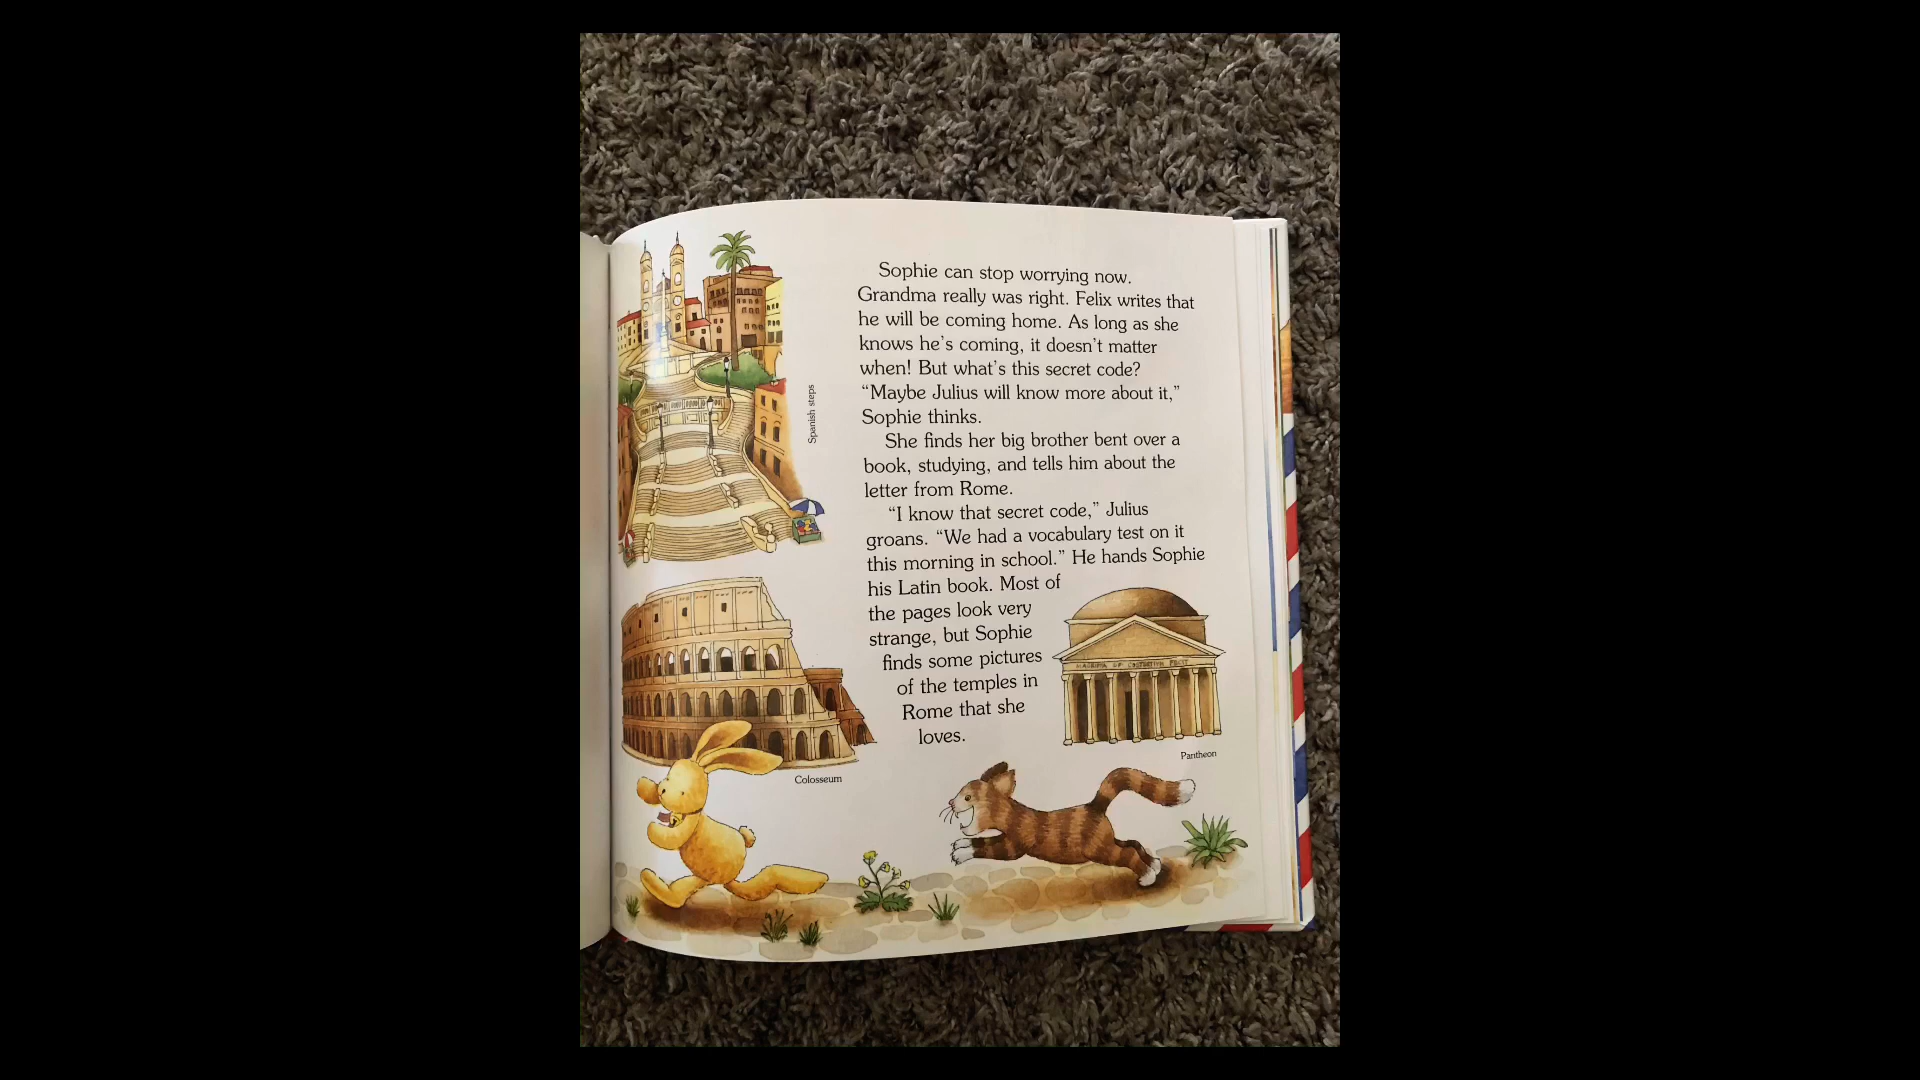 Sophie can stop worrying now.
Grandma really was right. Felix writes that
he will be coming home. As long as she
knows he's coming, it doesn't matter
when! But what's this secret code?
“Maybe Julius will know more about it,”
Sophie thinks.
She finds her big brother bent over a
book, studying, and tells him about the
letter from Rome.
“I know that secret code,” Julius
groans. “We had a vocabulary test on it
this morning in school.” He hands Sophie
his Latin book. Most of
the pages look very
strange, but Sophie
finds some pictures
of the temples in
Rome that she
loves.
Spanish steps
Colosseum
Pantheon